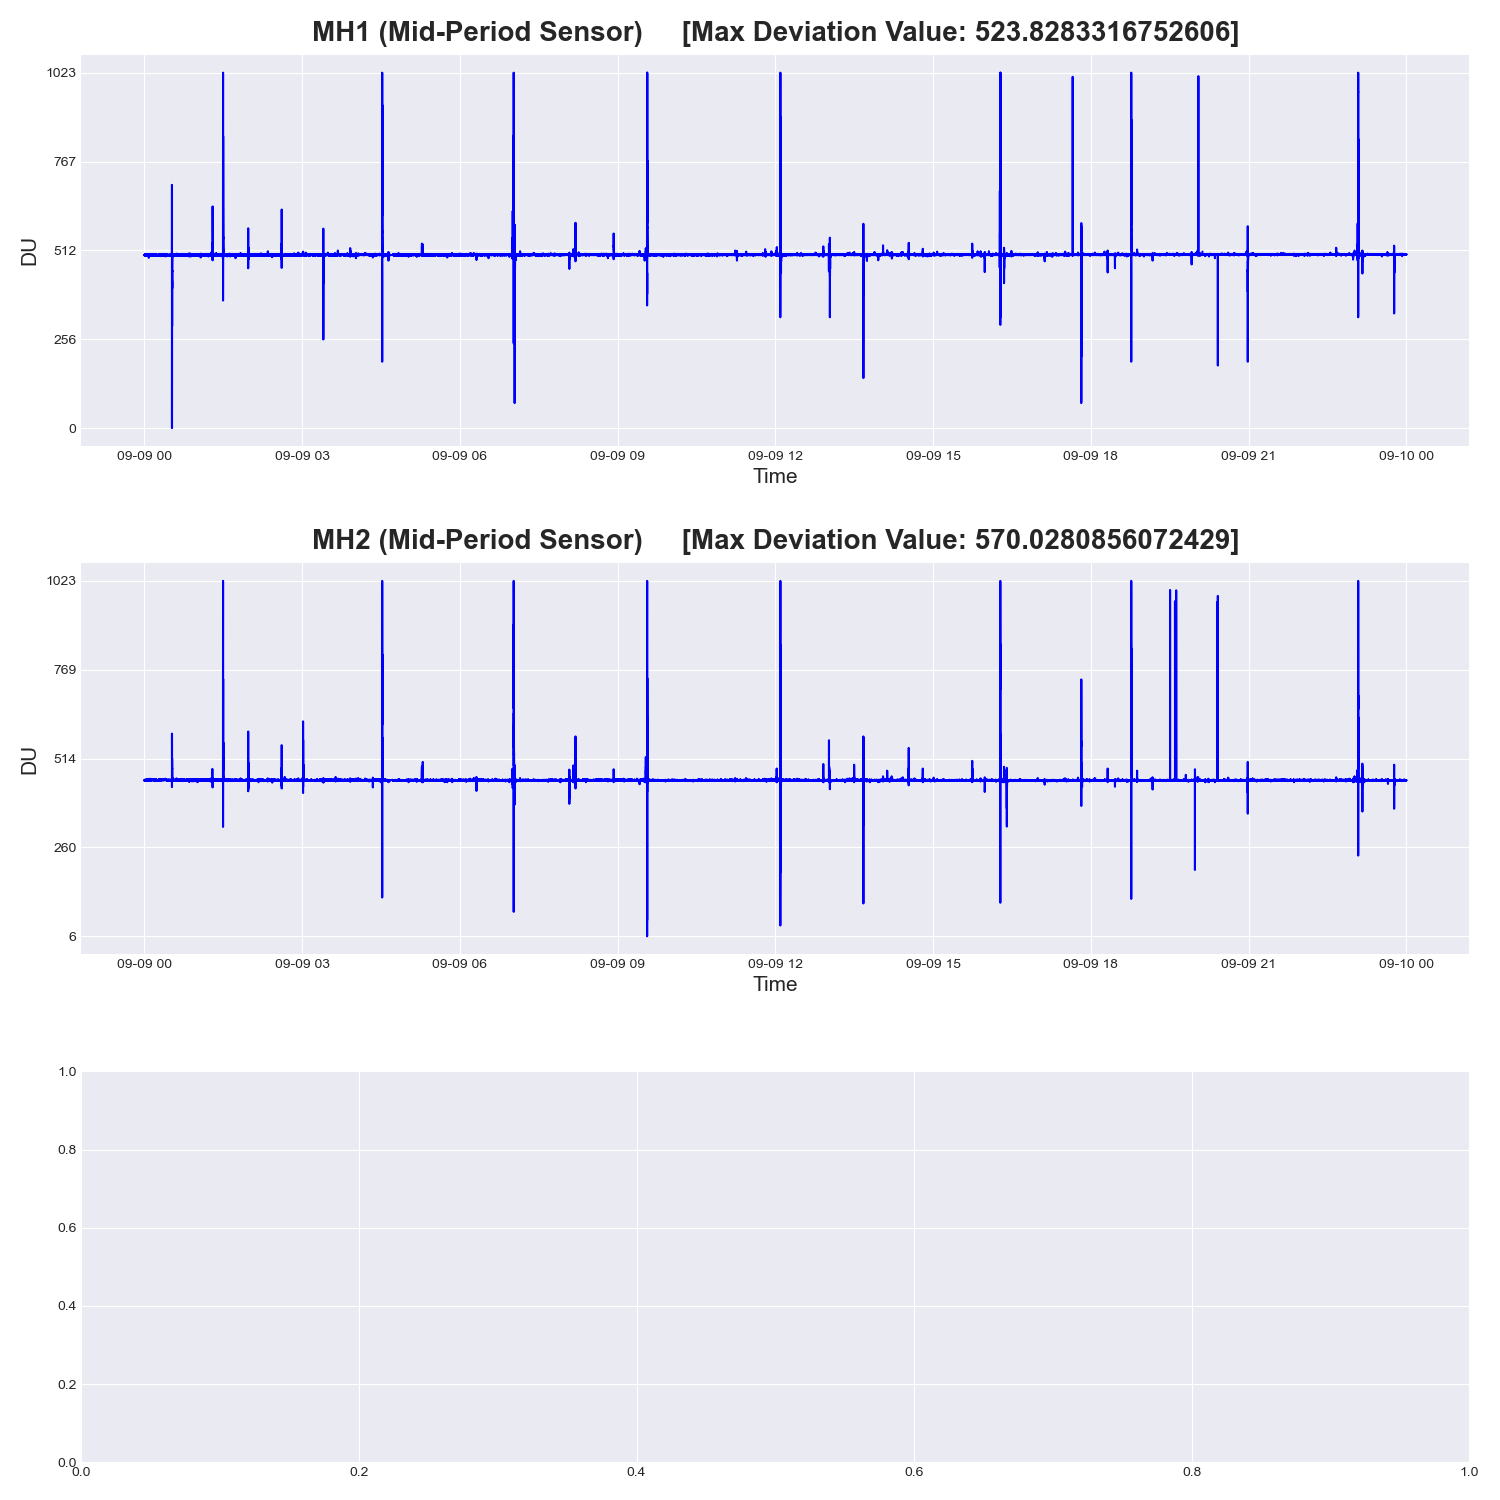 MH1 (Mid-Period Sensor) [Max Deviation Value: 523.8283316752606]
1023
767
512
256
0
DU
09-09 00 09-09 03 09-09 06 09-09 09 09-09 12 09-09 15 09-09 18 09-09 21 09-10 00
Time
MH2 (Mid-Period Sensor) [Max Deviation Value: 570.0280856072429]
1023
769
514
260
6
DU
09-09 00 09-09 03 09-09 06 09-09 09 09-09 12 09-09 15 09-09 18 09-09 21 09-10 00
Time
1.0
0.8
0.6
0.4
0.2
0.0
0.0 0.2 0.4 0.6 0.8 1.0